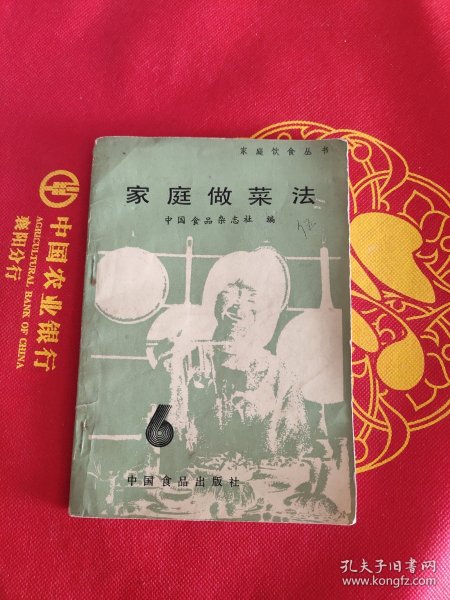 家庭饮食丛书
家庭做菜法
中国食品杂志社 编
6
中国食品出版社
中国农业银行
AGRICULTURAL BANK OF CHINA
襄阳分行
孔夫子旧书网
www.kongfz.com